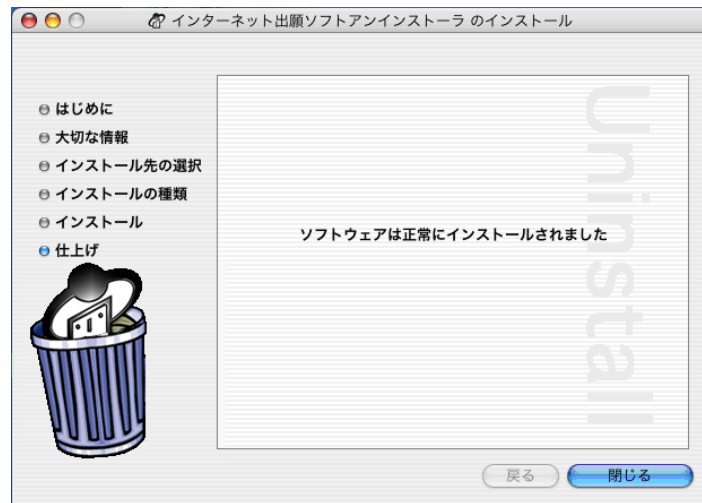 インターネット出願ソフトアンインストーラ のインストール
はじめに
大切な情報
インストール先の選択
インストールの種類
インストール
仕上げ
ソフトウェアは正常にインストールされました
Uninstall
戻る
閉じる